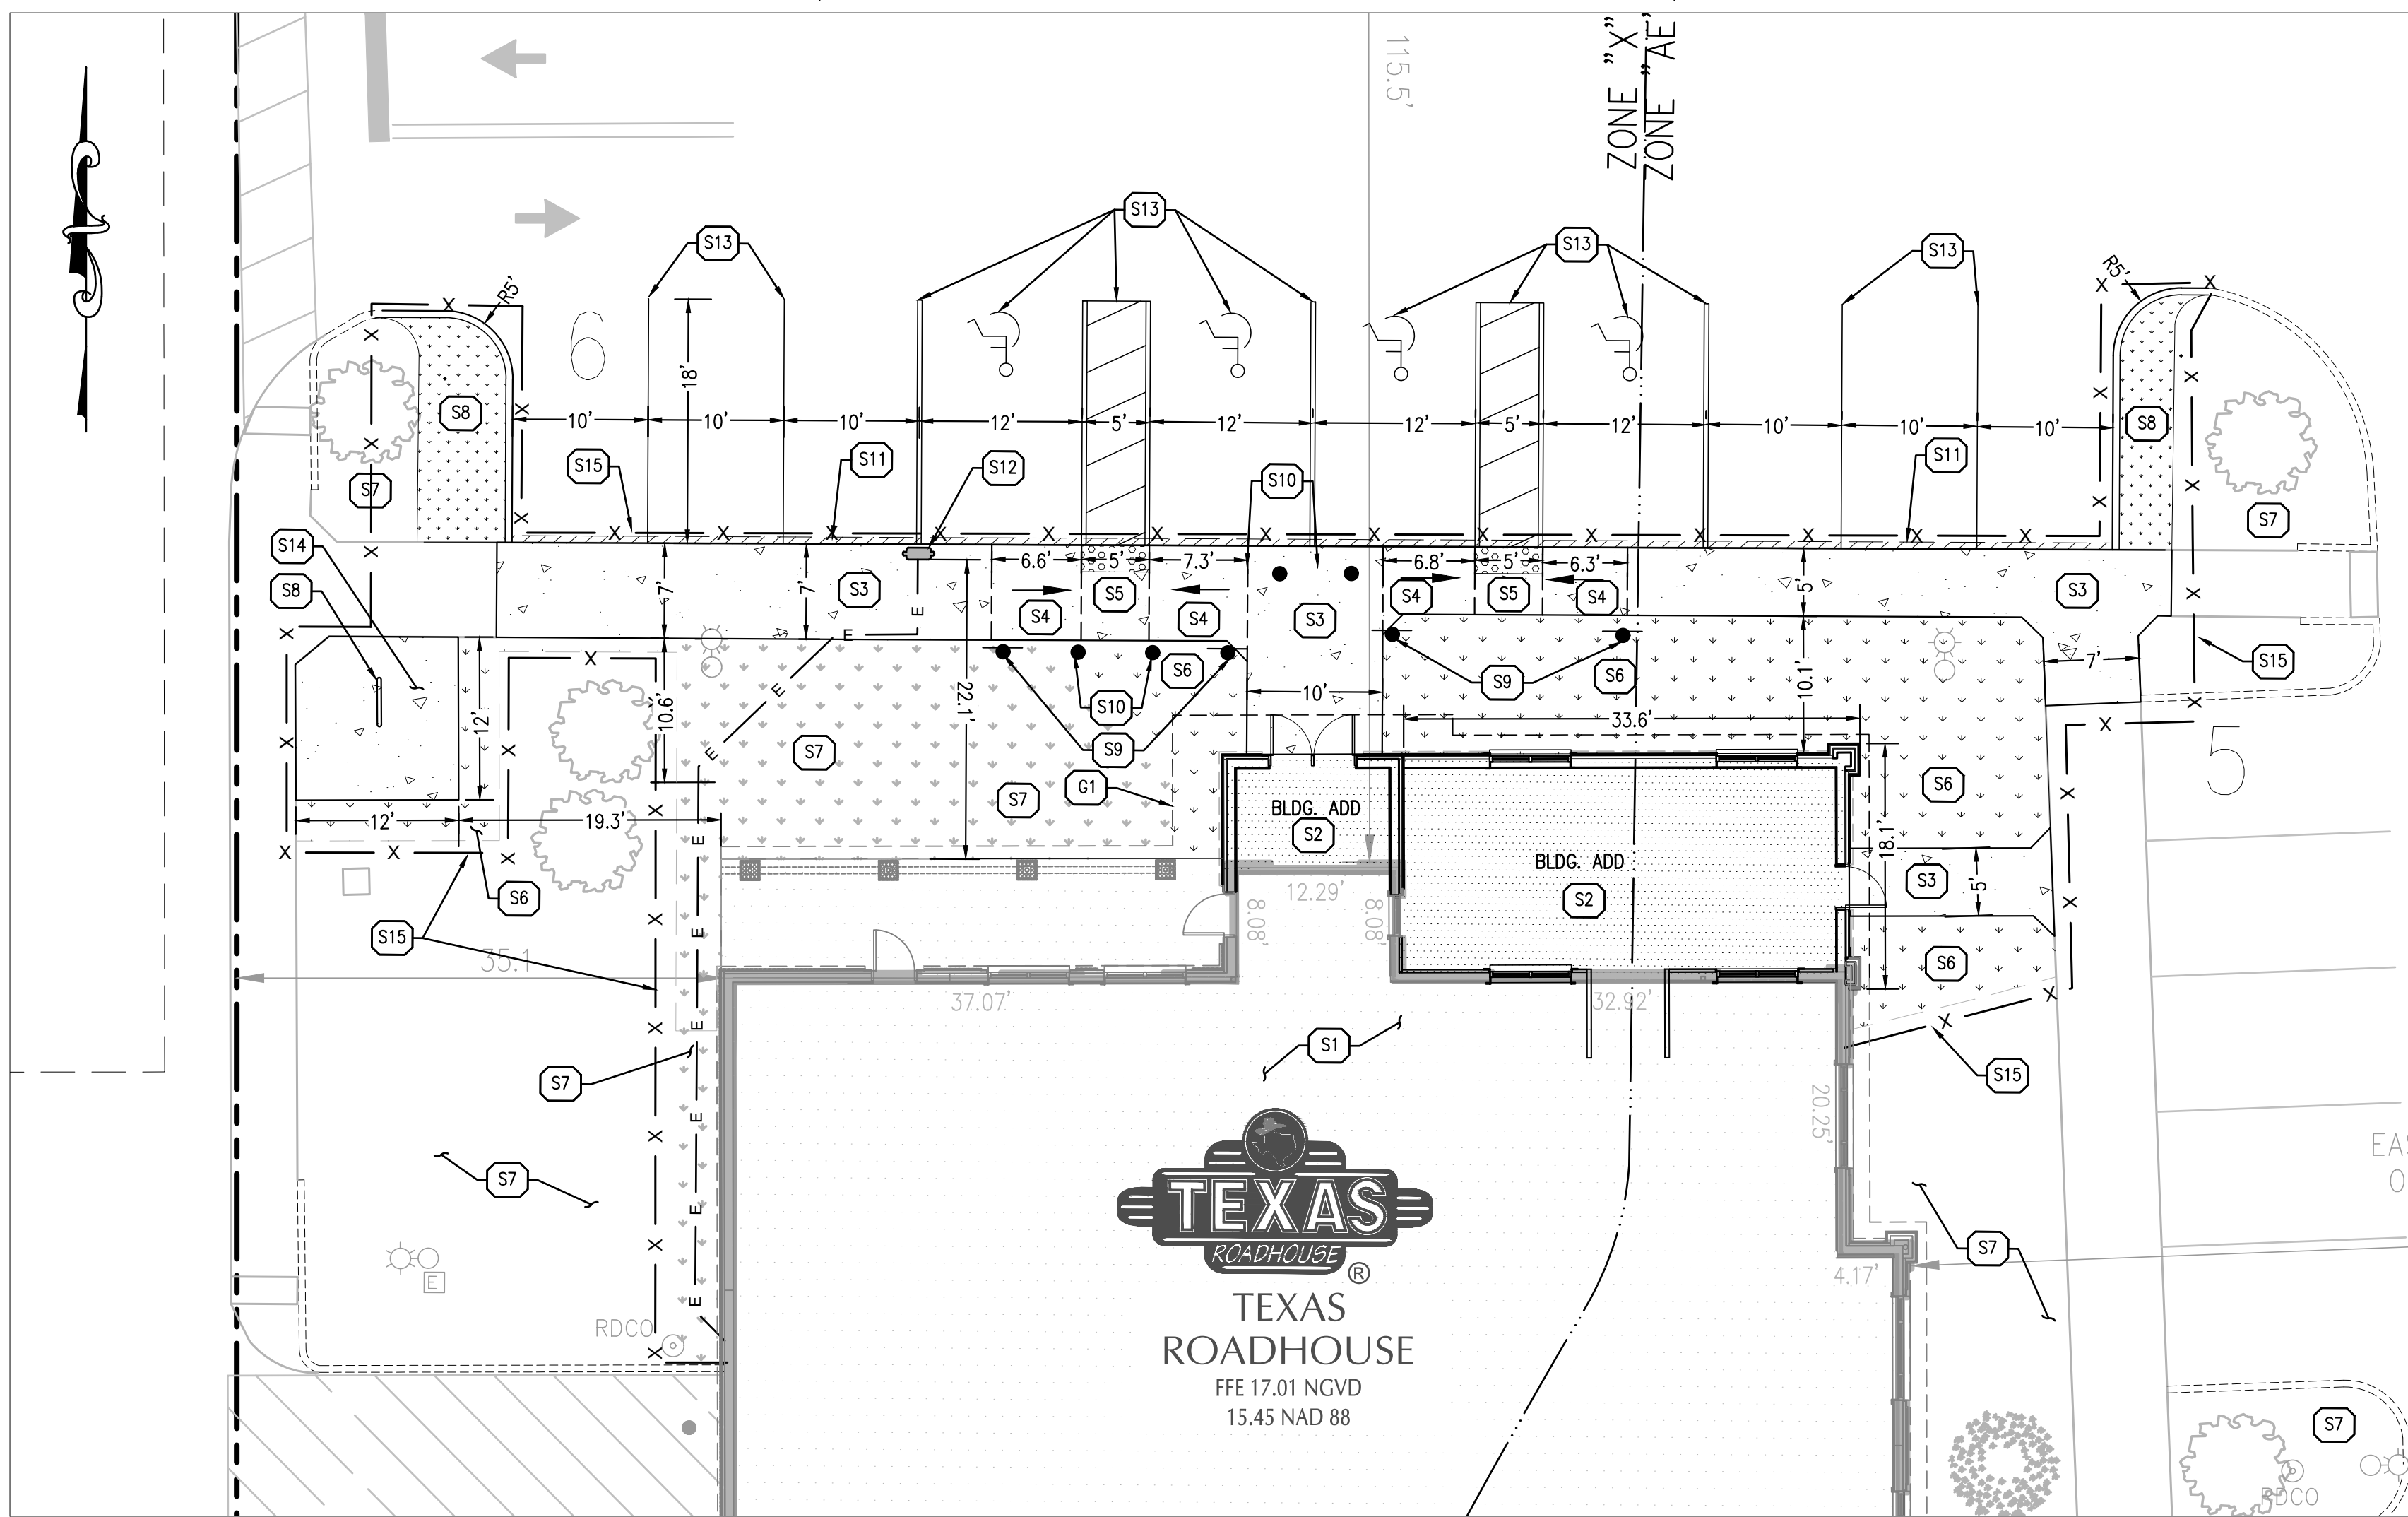 115.5'
ZONE "X"
ZONE "AE"
S13
S13
S13
S13
R5'
R5'
6
18'
S8
S8
10'
10'
10'
12'
5'
12'
12'
5'
12'
10'
10'
10'
S15
S11
S12
S10
S11
S7
S7
S14
S8
7'
7'
S3
E
6.6'
5'
7.3'
6.8'
5'
6.3'
5'
S4
S5
S4
S3
S4
S5
S4
S3
E
X
S6
S9
S6
7'
S15
12'
10.6'
E
22.1'
S10
10'
10.1'
33.6'
S9
5
S7
S7
G1
S6
12'
19.3'
BLDG. ADD
S2
BLDG. ADD
S2
18.1'
S3
5'
S6
S6
S15
35.1
12.29'
8.08'
8.08'
37.07'
32.92'
S1
S7
S15
20.25'
S7
S7
4.17'
TEXAS
ROADHOUSE
®
TEXAS
ROADHOUSE
FFE 17.01 NGVD
15.45 NAD 88
E
RDCO
S7
RDCO